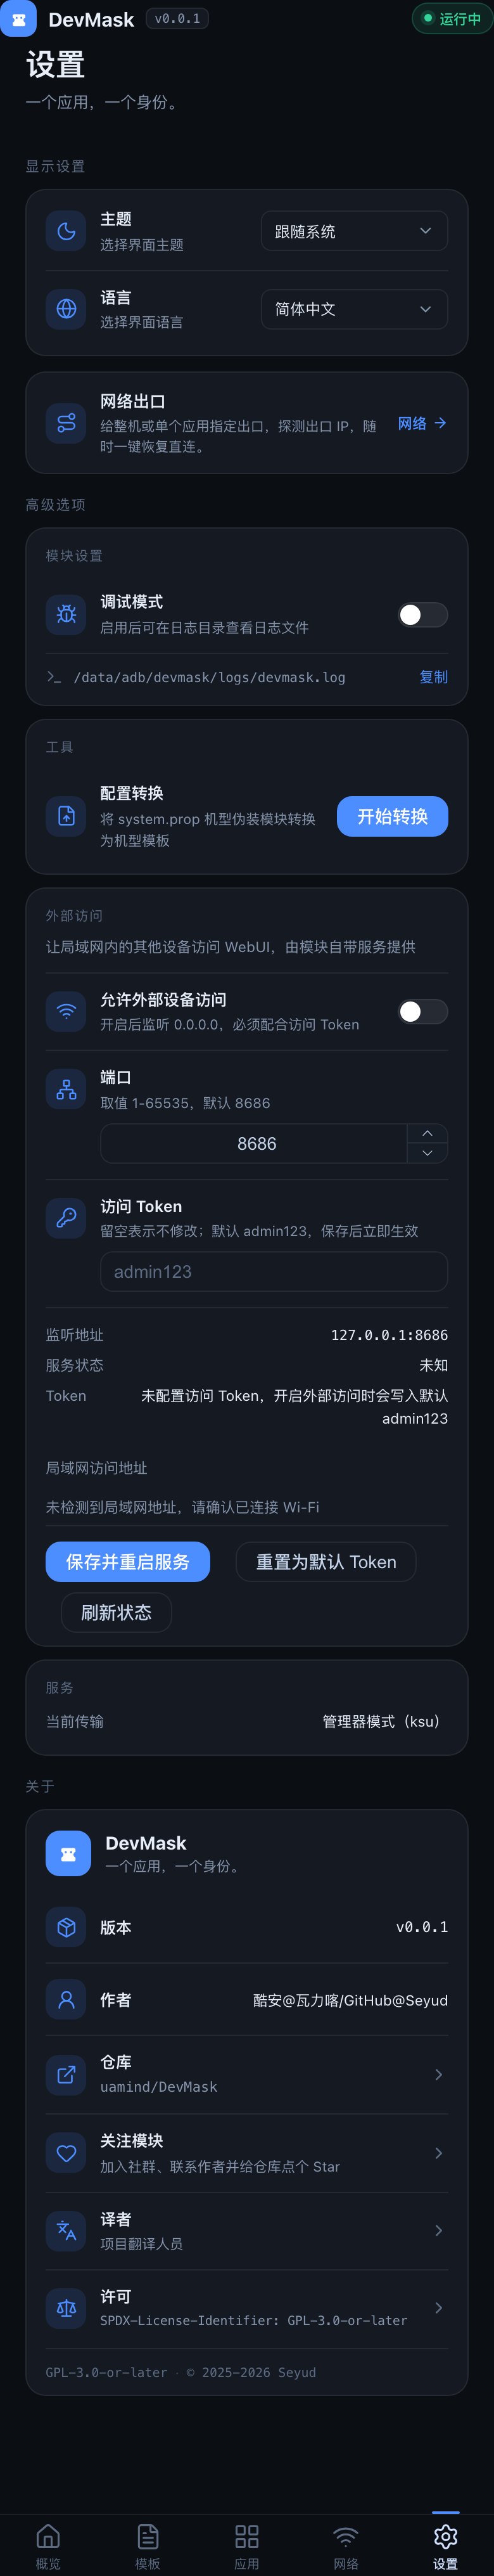 DevMask v0.0.1 运行中
设置
一个应用，一个身份。
显示设置
主题
选择界面主题
跟随系统
语言
选择界面语言
简体中文
网络出口
给整机或单个应用指定出口，探测出口 IP，随
时一键恢复直连。
网络
高级选项
模块设置
调试模式
启用后可在日志目录查看日志文件
/data/adb/devmask/logs/devmask.log 复制
工具
配置转换
将 system.prop 机型伪装模块转换
为机型模板
开始转换
外部访问
让局域网内的其他设备访问 WebUI，由模块自带服务提供
允许外部设备访问
开启后监听 0.0.0.0，必须配合访问 Token
端口
取值 1-65535，默认 8686
8686
访问 Token
留空表示不修改；默认 admin123，保存后立即生效
admin123
监听地址 127.0.0.1:8686
服务状态 未知
Token 未配置访问 Token，开启外部访问时会写入默认
admin123
局域网访问地址
未检测到局域网地址，请确认已连接 Wi-Fi
保存并重启服务 重置为默认 Token
刷新状态
服务
当前传输 管理器模式（ksu）
关于
DevMask
一个应用，一个身份。
版本 v0.0.1
作者 酷安@瓦力喀/GitHub@Seyud
仓库
uamind/DevMask
关注模块
加入社群、联系作者并给仓库点个 Star
译者
项目翻译人员
许可
SPDX-License-Identifier: GPL-3.0-or-later
GPL-3.0-or-later · © 2025-2026 Seyud
概览 模板 应用 网络 设置